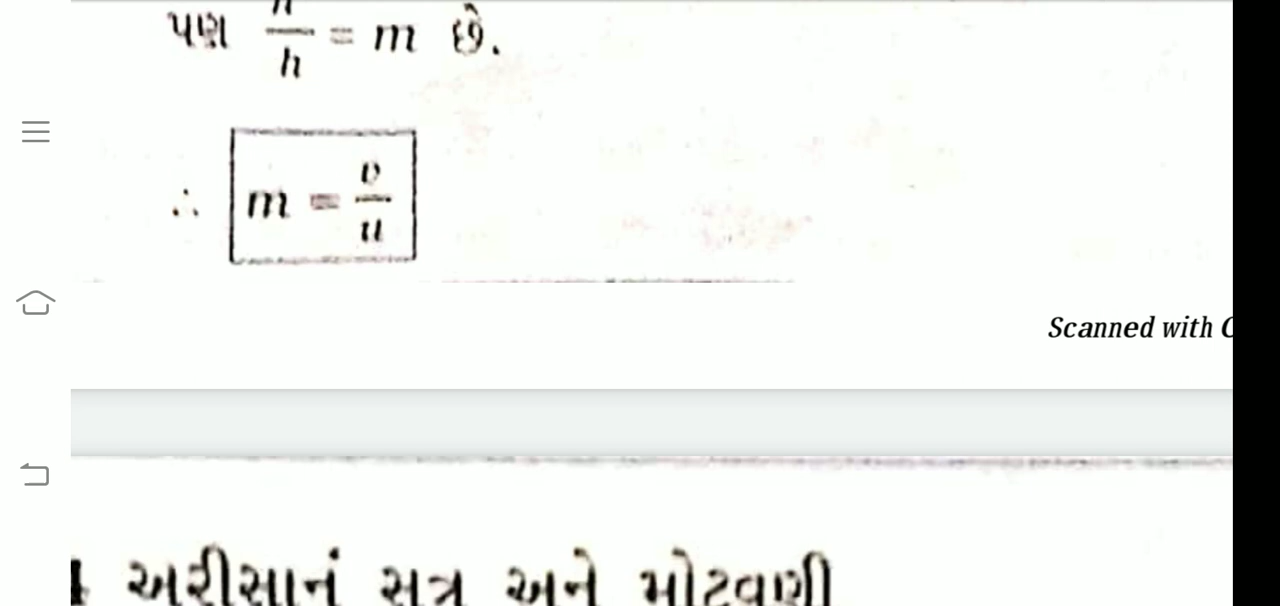 પણ h'/h = m છે.
∴ m = v/u
Scanned with C
અરીસાનું સૂત્ર અને મોટવણી